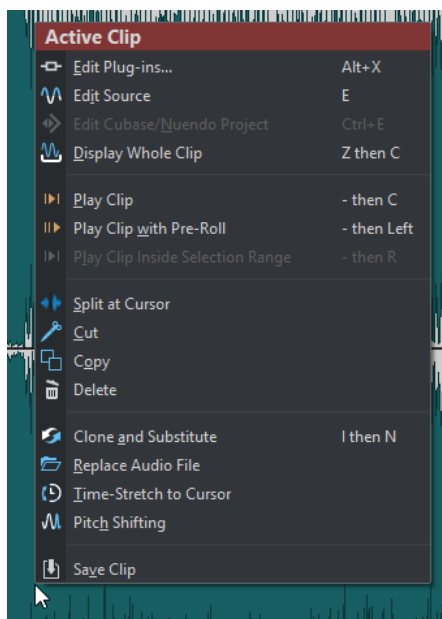 Active Clip
Edit Plug-ins... Alt+X
Edit Source E
Edit Cubase/Nuendo Project Ctrl+E
Display Whole Clip Z then C
Play Clip - then C
Play Clip with Pre-Roll - then Left
Play Clip Inside Selection Range - then R
Split at Cursor
Cut
Copy
Delete
Clone and Substitute I then N
Replace Audio File
Time-Stretch to Cursor
Pitch Shifting
Save Clip